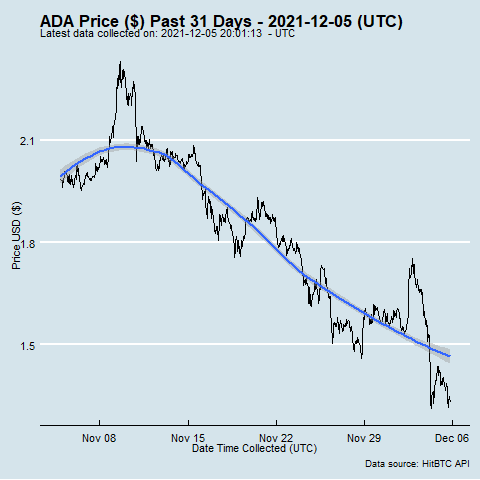 ADA Price ($) Past 31 Days - 2021-12-05 (UTC)
Latest data collected on: 2021-12-05 20:01:13 - UTC
Price USD ($)
2.1
1.8
1.5
Nov 08 Nov 15 Nov 22 Nov 29 Dec 06
Date Time Collected (UTC)
Data source: HitBTC API